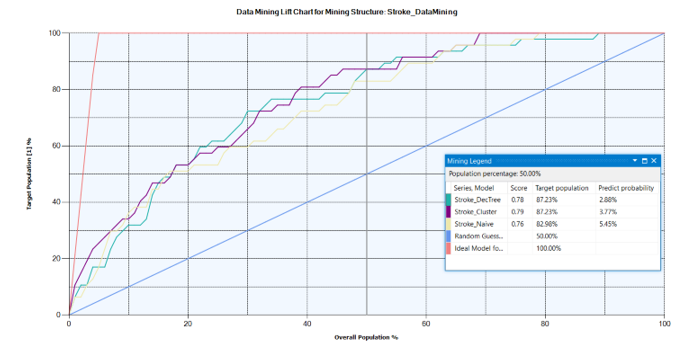 Data Mining Lift Chart for Mining Structure: Stroke_DataMining
100
80
60
40
20
0
Target Population [1] %
0 20 40 60 80 100
Overall Population %
Mining Legend
Population percentage: 50.00%
Series, Model Score Target population Predict probability
Stroke_DecTree 0.78 87.23% 2.88%
Stroke_Cluster 0.79 87.23% 3.77%
Stroke_Naive 0.76 82.98% 5.45%
Random Guess... 50.00%
Ideal Model fo... 100.00%